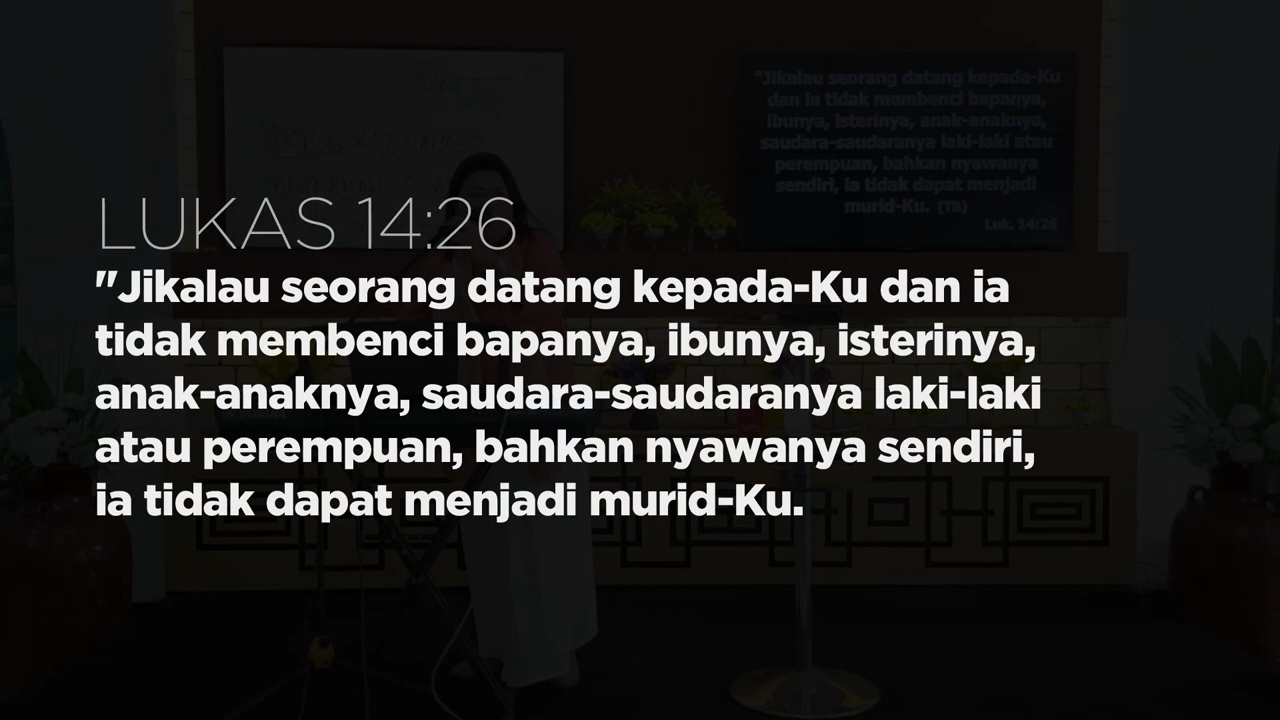 LUKAS 14:26
"Jikalau seorang datang kepada-Ku dan ia
tidak membenci bapanya, ibunya, isterinya,
anak-anaknya, saudara-saudaranya laki-laki
atau perempuan, bahkan nyawanya sendiri,
ia tidak dapat menjadi murid-Ku.
"Jikalau seorang datang kepada-Ku
dan ia tidak membenci bapanya,
ibunya, isterinya, anak-anaknya,
saudara-saudaranya laki-laki atau
perempuan, bahkan nyawanya
sendiri, ia tidak dapat menjadi
murid-Ku. (TB)
Luk. 14:26